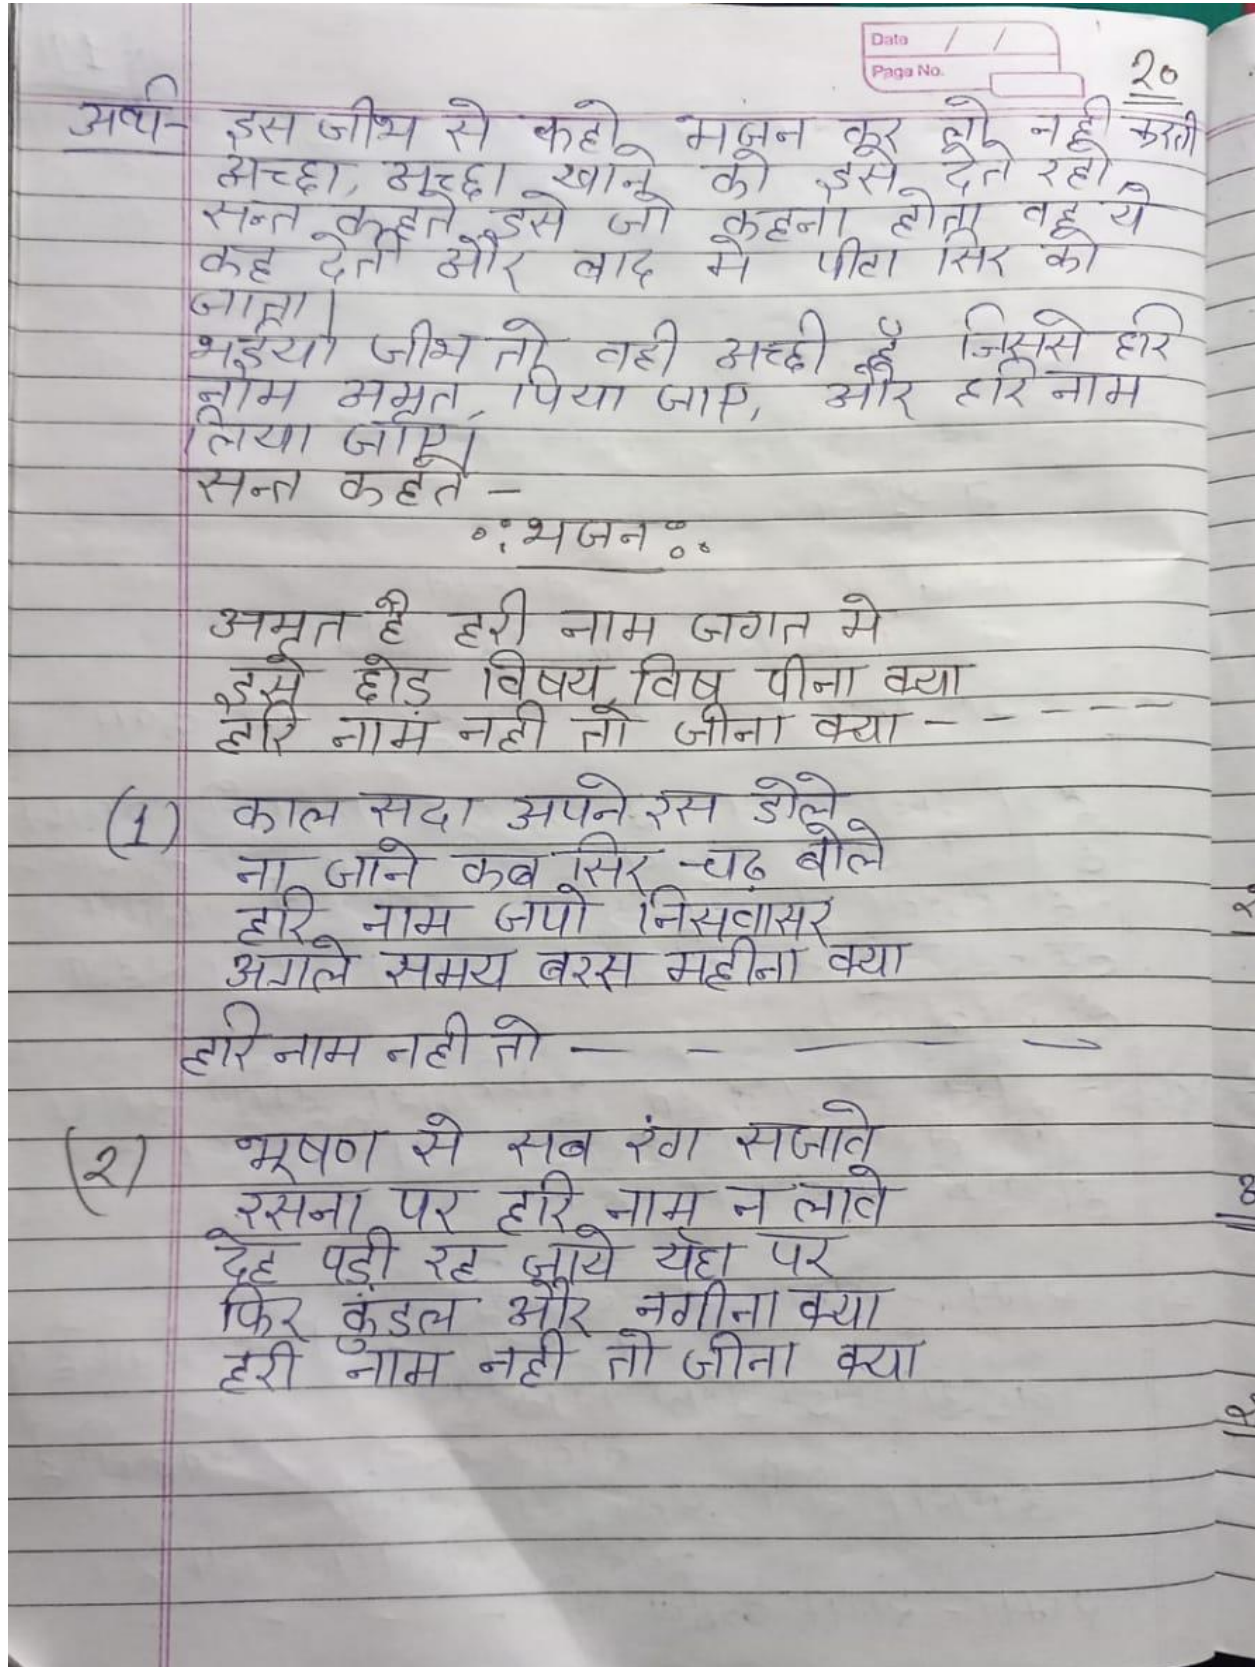 Date / /
Page No.
२०
अर्थ- इस जीभ से कहो भजन कर लो नही करती
अच्छा, अच्छा खाने को इसे देते रहो
सन्त कहते इसे जो कहना होता वह ये
कह देती और बाद मे पीटा सिर को
जाता।
भईया जीभ तो वही अच्छी है जिससे हरि
नाम अमृत पिया जाए, और हरि नाम
लिया जाए।
सन्त कहते -
भजन
अमृत है हरी नाम जगत मे
इसे छोड़ विषय विष पीना क्या
हरि नाम नही तो जीना क्या - - - - - -
(1) काल सदा अपने रस डोले
ना जाने कब सिर चढ़ बोले
हरि नाम जपो निसवासर
अगले समय बरस महीना क्या
हरि नाम नही तो - - - -
(२) भूषण से सब रंग सजावे
रसना पर हरि नाम न लावे
देह पड़ी रह जाये यहा पर
फिर कुंडल और नगीना क्या
हरी नाम नही तो जीना क्या